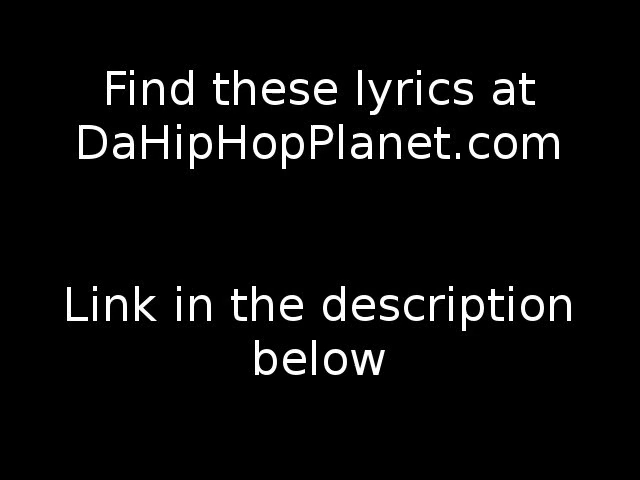 Find these lyrics at
DaHipHopPlanet.com
Link in the description
below